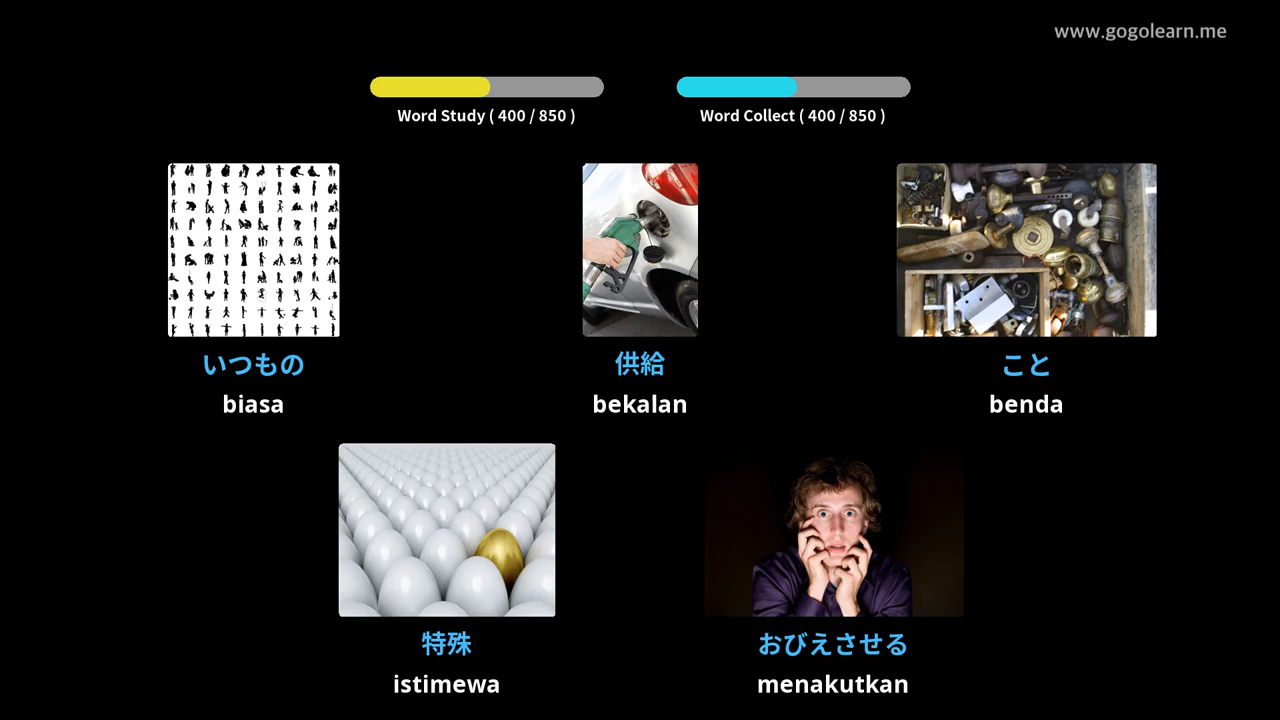 www.gogolearn.me
Word Study ( 400 / 850 )
Word Collect ( 400 / 850 )
いつもの
biasa
供給
bekalan
こと
benda
特殊
istimewa
おびえさせる
menakutkan